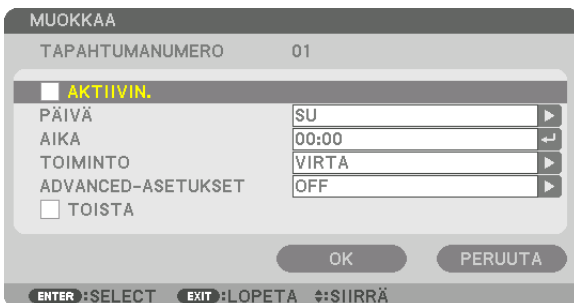 MUOKKAA
TAPAHTUMANUMERO 01
AKTIIVIN.
PÄIVÄ SU
AIKA 00:00
TOIMINTO VIRTA
ADVANCED-ASETUKSET OFF
TOISTA
OK PERUUTA
ENTER :SELECT EXIT :LOPETA :SIIRRÄ